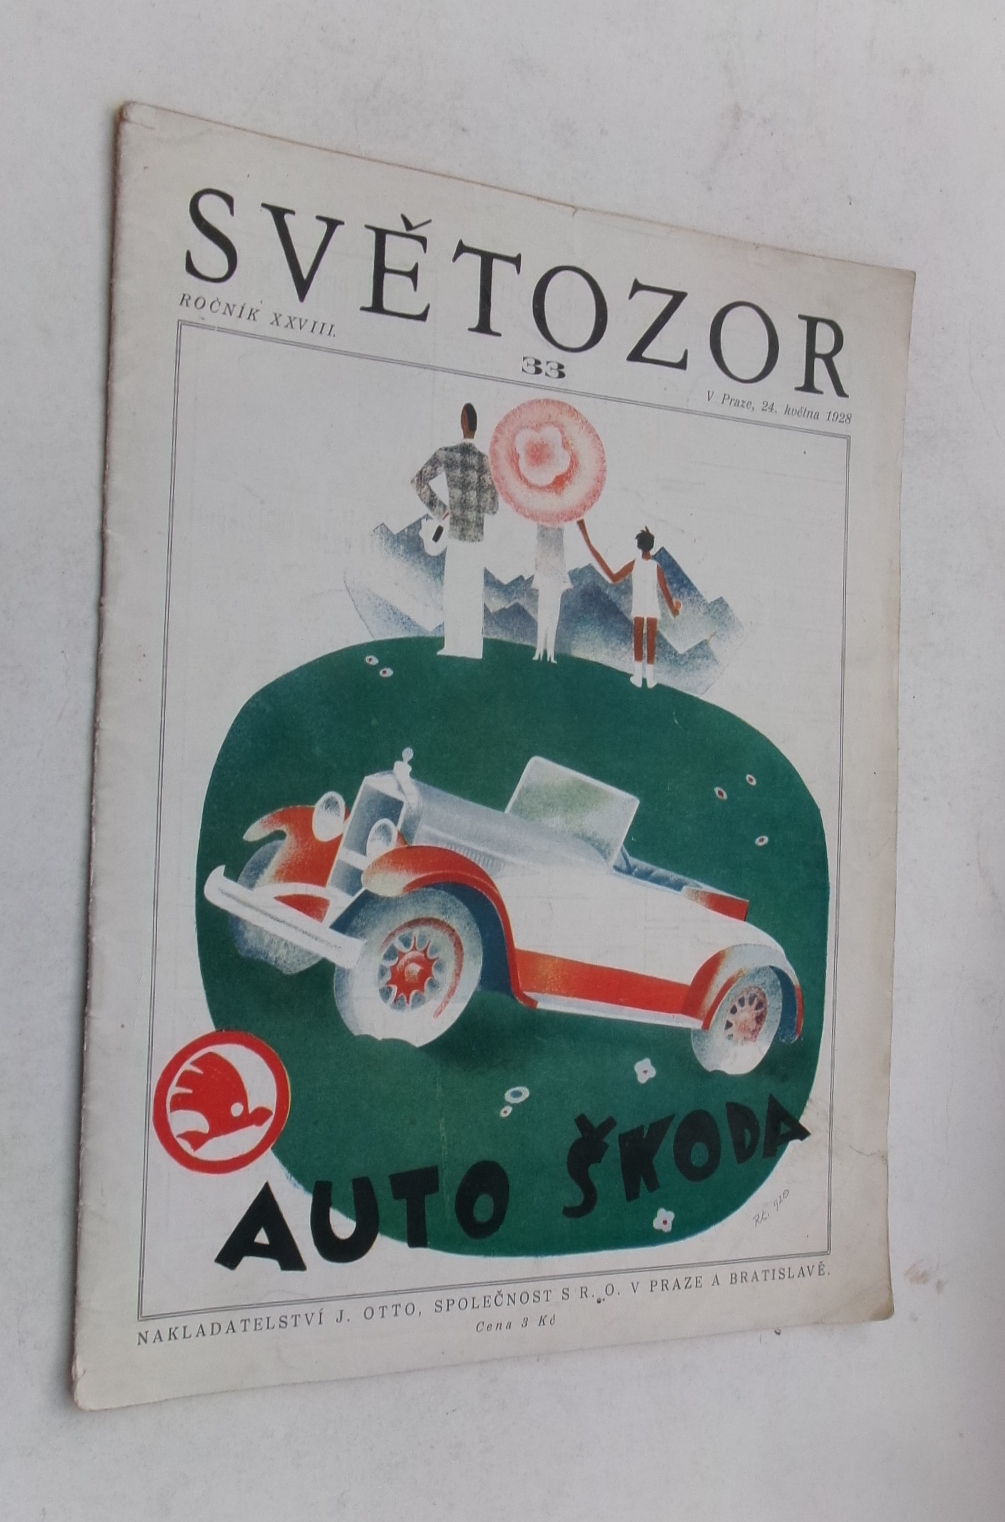 SVĚTOZOR
ROČNÍK XXVIII.
33
V Praze, 24. května 1928
AUTO ŠKODA
NAKLADATELSTVÍ J. OTTO, SPOLEČNOST S R. O. V PRAZE A BRATISLAVĚ.
Cena 3 Kč